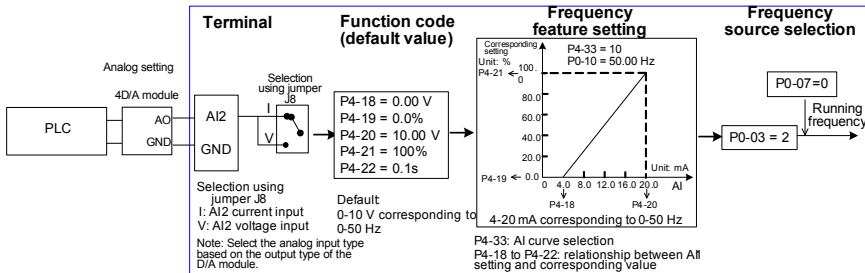 Terminal
Function code
(default value)
Frequency
feature setting
Frequency
source selection
Analog setting
4D/A module
PLC
AO
GND
AI2
GND
Selection
using jumper
J8
I
V
Selection using
jumper J8
I: AI2 current input
V: AI2 voltage input
Note: Select the analog input type
based on the output type of the
D/A module.
P4-18 = 0.00 V
P4-19 = 0.0%
P4-20 = 10.00 V
P4-21 = 100%
P4-22 = 0.1s
Default:
0-10 V corresponding to
0-50 Hz
Corresponding
setting
Unit: %
P4-33 = 10
P0-10 = 50.00 Hz
P4-21
100.
0
80.0
60.0
40.0
20.0
0.0
P4-19
Unit: mA
0 4.0 8.0 12.0 16.0 20.0
AI
P4-18
P4-20
4-20 mA corresponding to 0-50 Hz
P4-33: AI curve selection
P4-18 to P4-22: relationship between AI
setting and corresponding value
P0-07=0
Running
frequency
P0-03 = 2